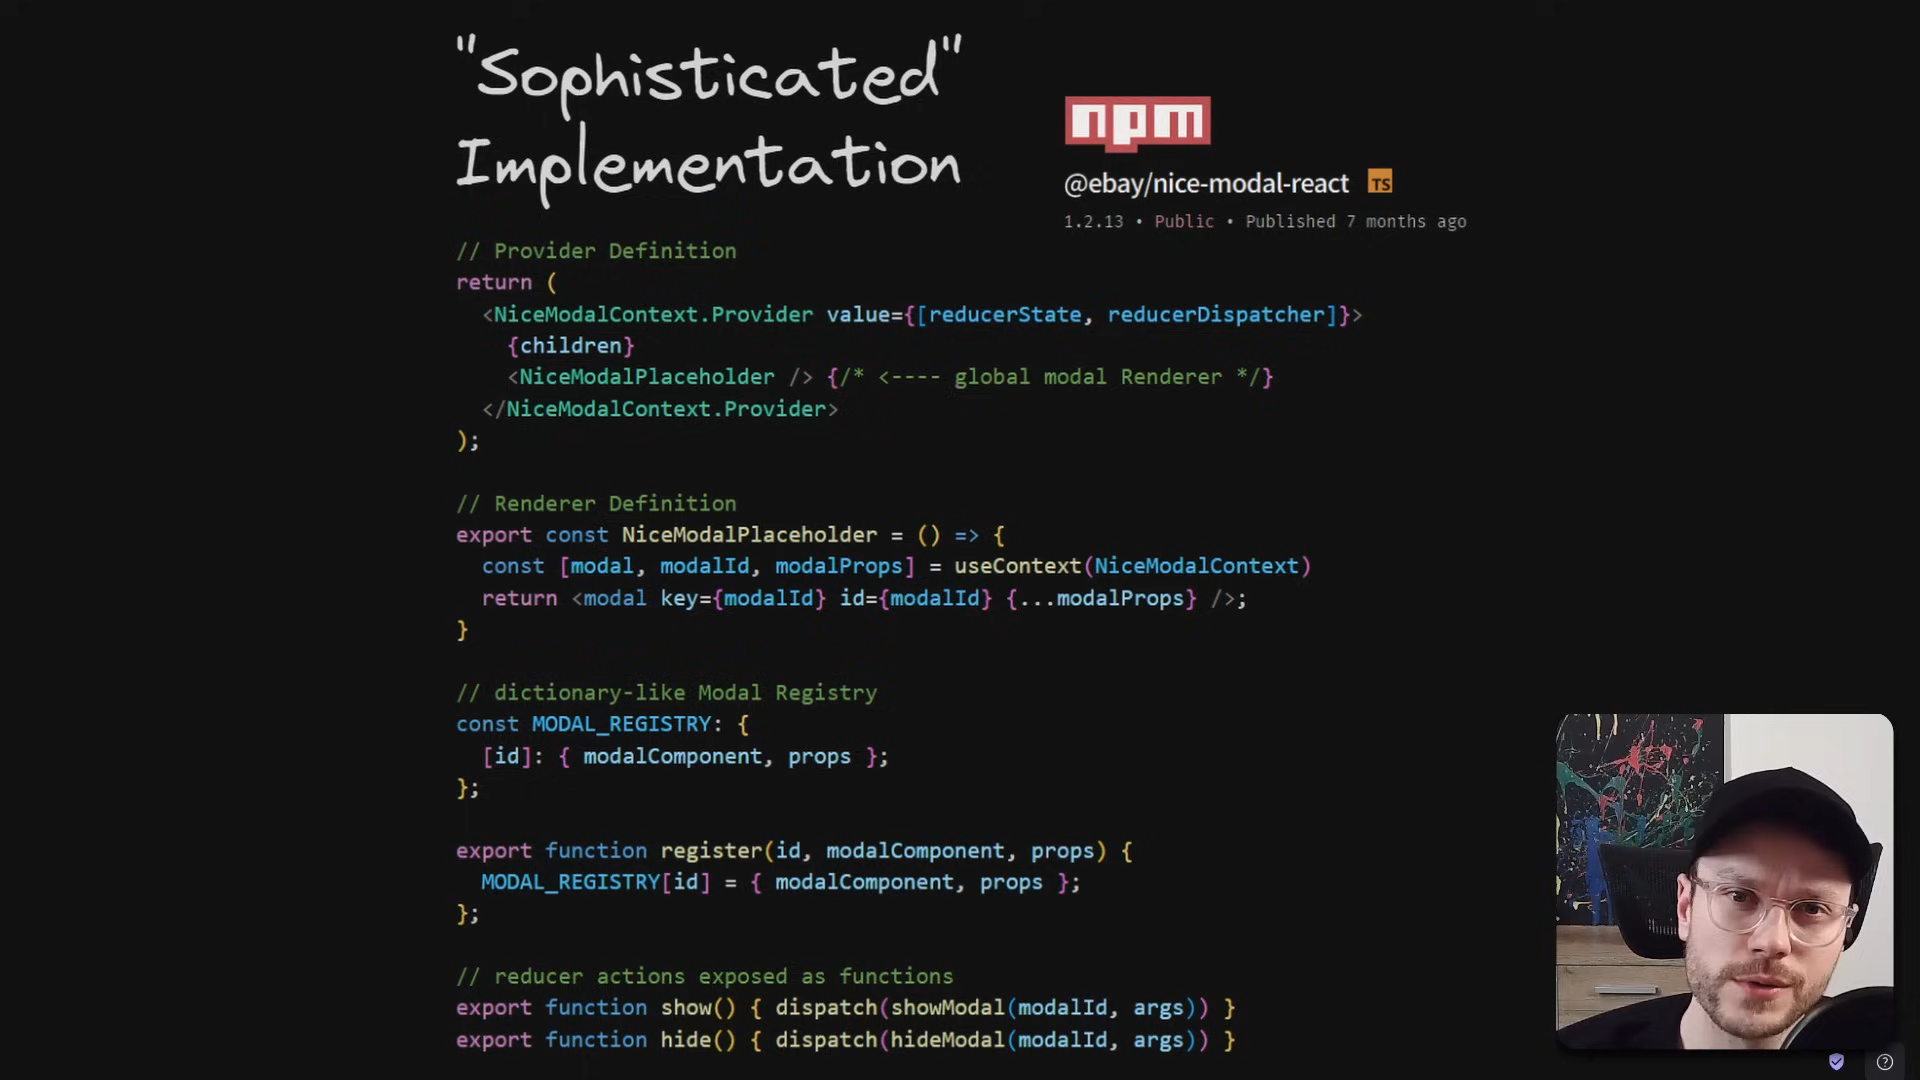 "Sophisticated"
Implementation
npm
@ebay/nice-modal-react TS
1.2.13 • Public • Published 7 months ago
// Provider Definition
return (
<NiceModalContext.Provider value={[reducerState, reducerDispatcher]}>
{children}
<NiceModalPlaceholder /> {/* <---- global modal Renderer */}
</NiceModalContext.Provider>
);
// Renderer Definition
export const NiceModalPlaceholder = () => {
const [modal, modalId, modalProps] = useContext(NiceModalContext)
return <modal key={modalId} id={modalId} {...modalProps} />;
}
// dictionary-like Modal Registry
const MODAL_REGISTRY: {
[id]: { modalComponent, props };
};
export function register(id, modalComponent, props) {
MODAL_REGISTRY[id] = { modalComponent, props };
};
// reducer actions exposed as functions
export function show() { dispatch(showModal(modalId, args)) }
export function hide() { dispatch(hideModal(modalId, args)) }